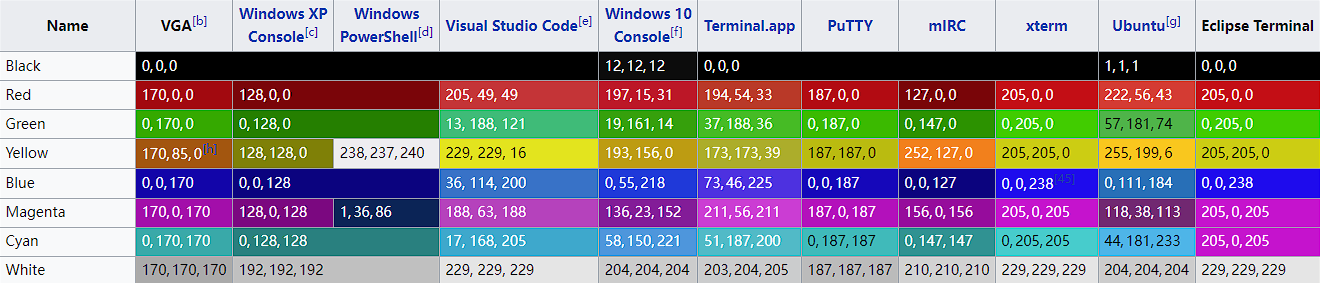 Name VGA[b] Windows XP Console[c] Windows PowerShell[d] Visual Studio Code[e] Windows 10 Console[f] Terminal.app PuTTY mIRC xterm Ubuntu[g] Eclipse Terminal
Black 0,0,0 12,12,12 0,0,0 1,1,1 0,0,0
Red 170,0,0 128,0,0 205, 49, 49 197,15,31 194,54,33 187,0,0 127,0,0 205,0,0 222,56,43 205,0,0
Green 0,170,0 0,128,0 13, 188, 121 19,161,14 37,188,36 0,187,0 0,147,0 0,205,0 57,181,74 0,205,0
Yellow 170,85,0[h] 128,128,0 238,237,240 229, 229, 16 193,156,0 173,173,39 187,187,0 252,127,0 205,205,0 255,199,6 205,205,0
Blue 0,0,170 0,0,128 36, 114, 200 0,55,218 73,46,225 0,0,187 0,0,127 0,0,238[45] 0,111,184 0,0,238
Magenta 170,0,170 128,0,128 1,36,86 188, 63, 188 136,23,152 211,56,211 187,0,187 156,0,156 205,0,205 118,38,113 205,0,205
Cyan 0,170,170 0,128,128 17, 168, 205 58,150,221 51,187,200 0,187,187 0,147,147 0,205,205 44,181,233 205,0,205
White 170,170,170 192,192,192 229, 229, 229 204,204,204 203,204,205 187,187,187 210,210,210 229,229,229 204,204,204 229,229,229